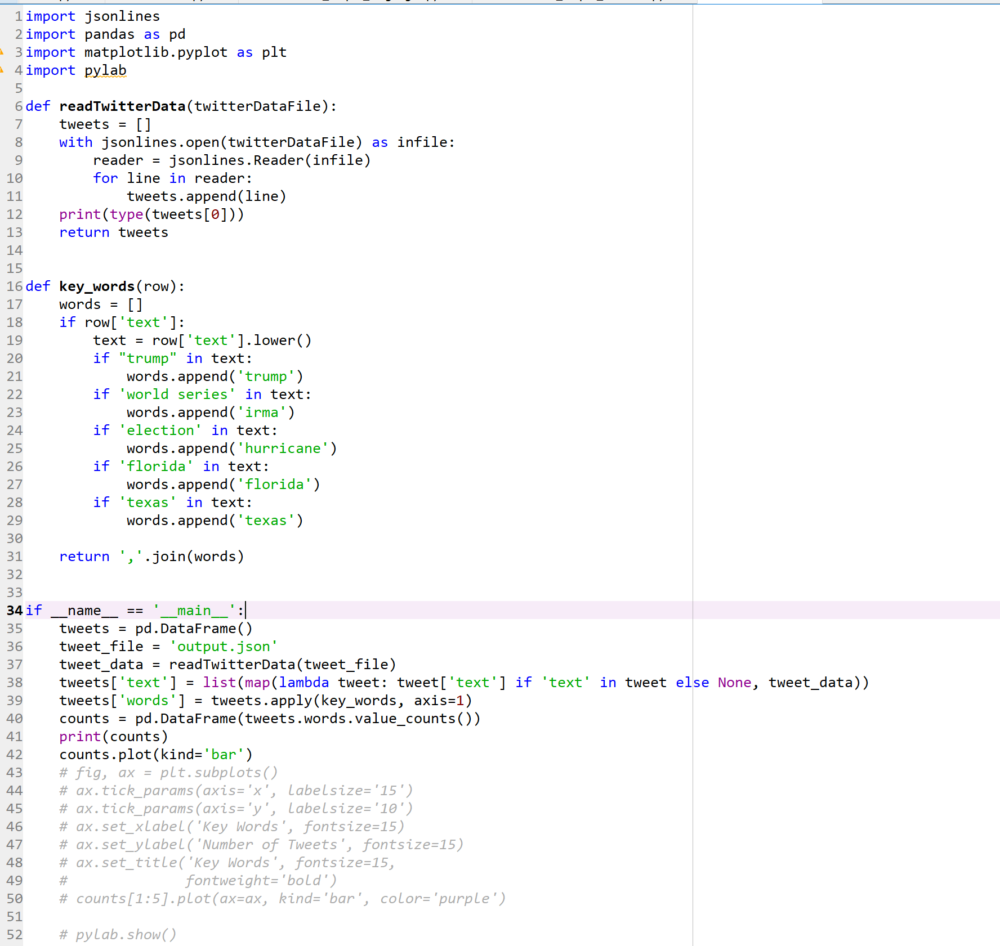 1 import jsonlines
2 import pandas as pd
3 import matplotlib.pyplot as plt
4 import pylab
5
6 def readTwitterData(twitterDataFile):
7     tweets = []
8     with jsonlines.open(twitterDataFile) as infile:
9         reader = jsonlines.Reader(infile)
10         for line in reader:
11             tweets.append(line)
12     print(type(tweets[0]))
13     return tweets
14
15
16 def key_words(row):
17     words = []
18     if row['text']:
19         text = row['text'].lower()
20         if "trump" in text:
21             words.append('trump')
22         if 'world series' in text:
23             words.append('irma')
24         if 'election' in text:
25             words.append('hurricane')
26         if 'florida' in text:
27             words.append('florida')
28         if 'texas' in text:
29             words.append('texas')
30
31     return ','.join(words)
32
33
34 if __name__ == '__main__':
35     tweets = pd.DataFrame()
36     tweet_file = 'output.json'
37     tweet_data = readTwitterData(tweet_file)
38     tweets['text'] = list(map(lambda tweet: tweet['text'] if 'text' in tweet else None, tweet_data))
39     tweets['words'] = tweets.apply(key_words, axis=1)
40     counts = pd.DataFrame(tweets.words.value_counts())
41     print(counts)
42     counts.plot(kind='bar')
43     # fig, ax = plt.subplots()
44     # ax.tick_params(axis='x', labelsize='15')
45     # ax.tick_params(axis='y', labelsize='10')
46     # ax.set_xlabel('Key Words', fontsize=15)
47     # ax.set_ylabel('Number of Tweets', fontsize=15)
48     # ax.set_title('Key Words', fontsize=15,
49     #              fontweight='bold')
50     # counts[1:5].plot(ax=ax, kind='bar', color='purple')
51
52     # pylab.show()